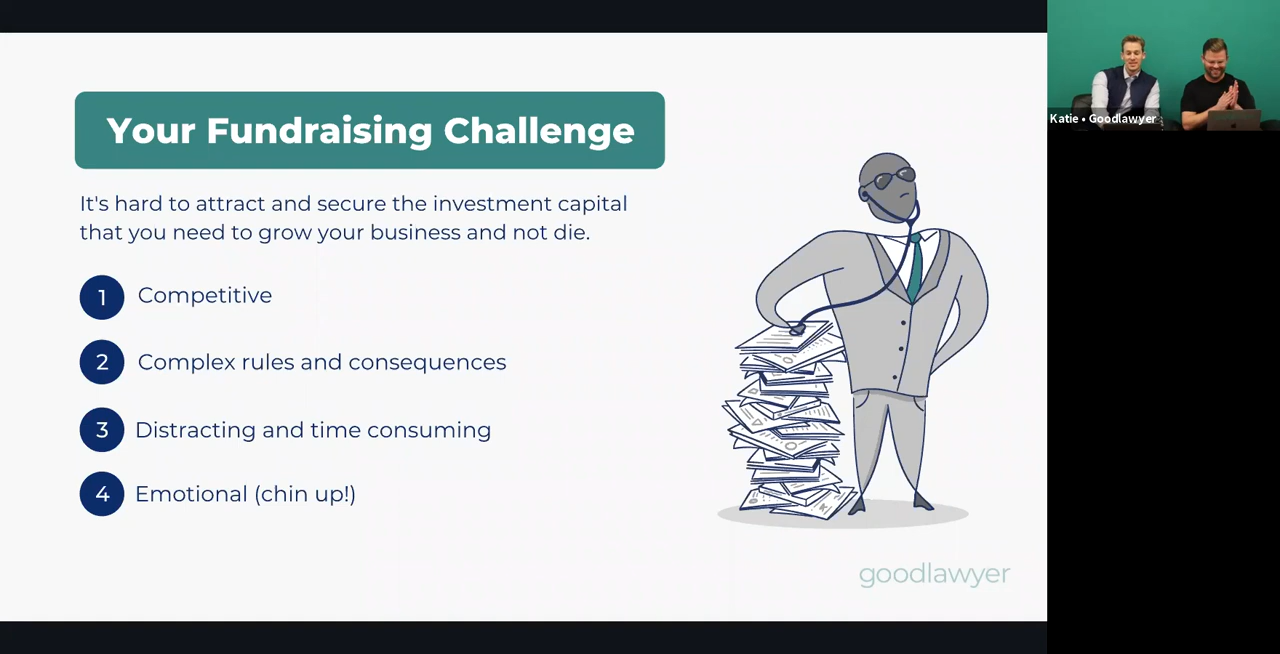 Your Fundraising Challenge
It's hard to attract and secure the investment capital
that you need to grow your business and not die.
1 Competitive
2 Complex rules and consequences
3 Distracting and time consuming
4 Emotional (chin up!)
goodlawyer
Katie • Goodlawyer